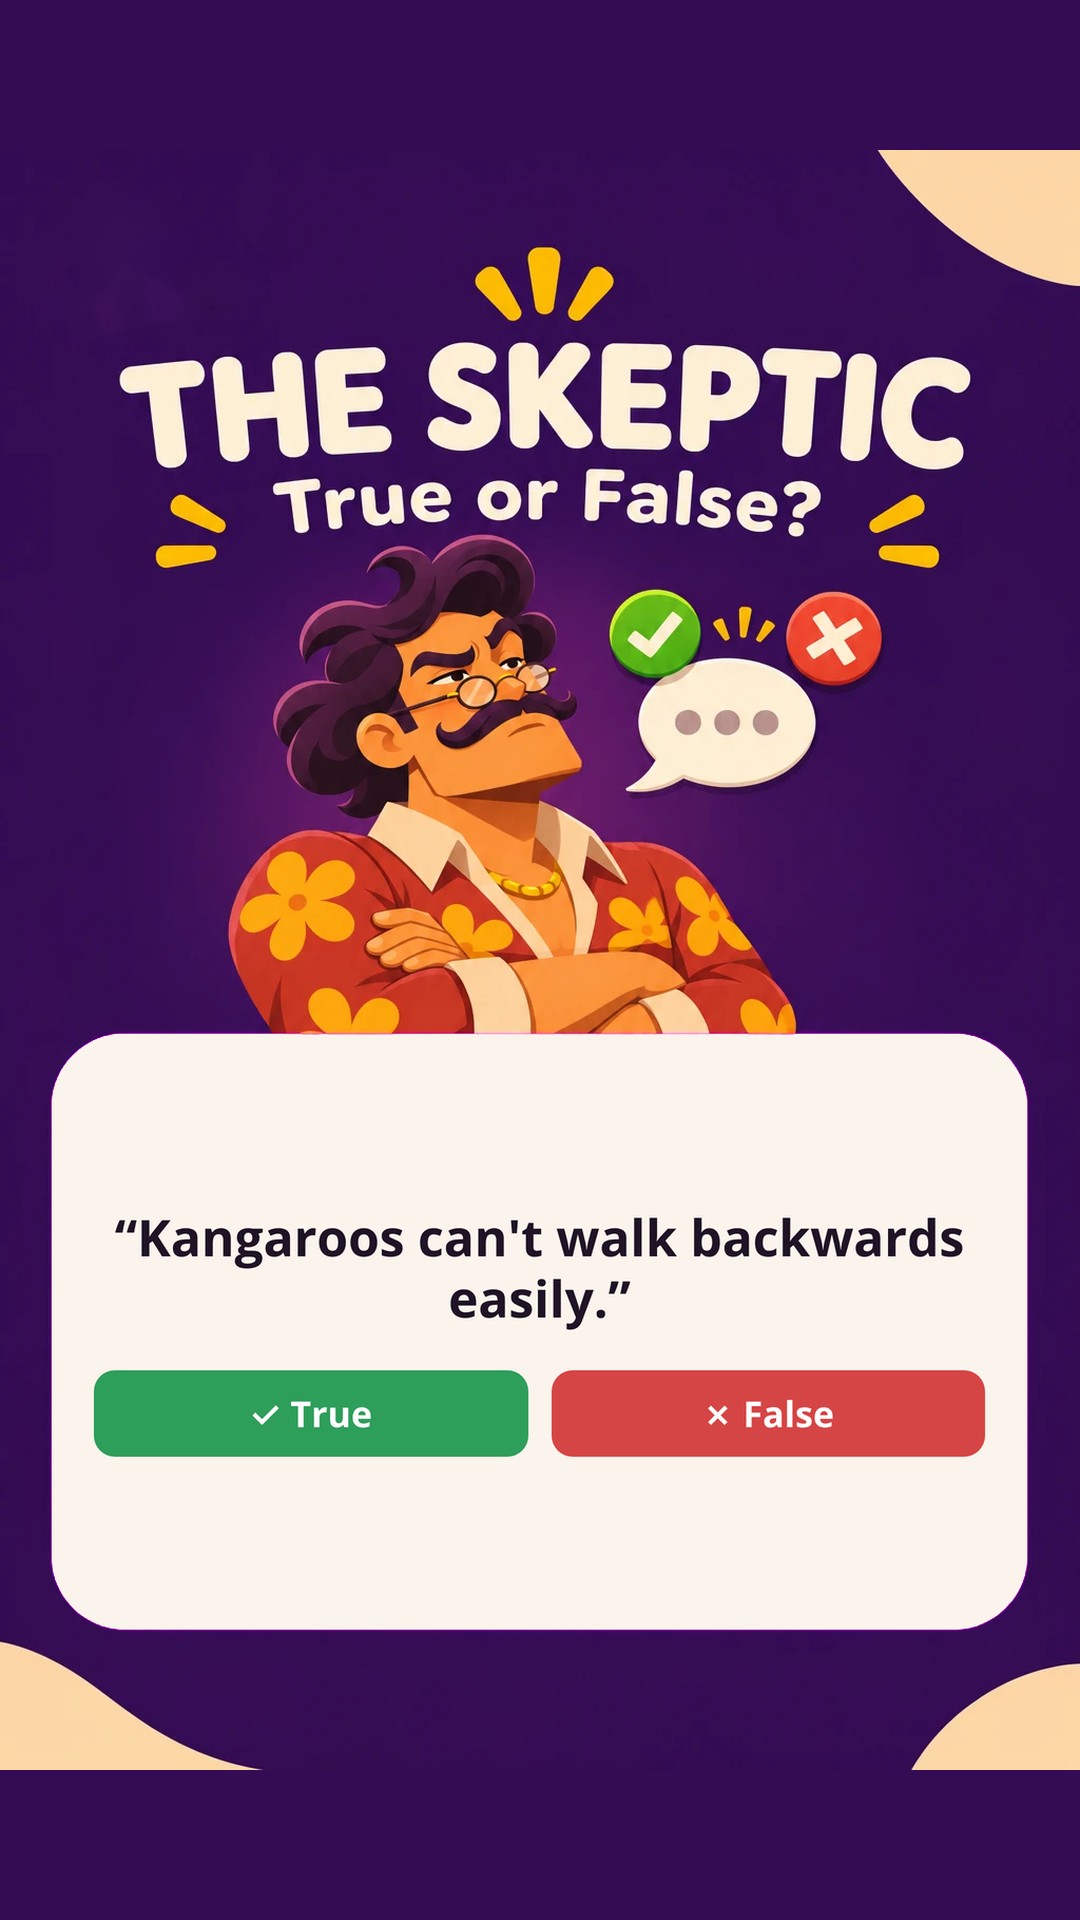 THE SKEPTIC
True or False?
“Kangaroos can't walk backwards
easily.”
✓ True
× False